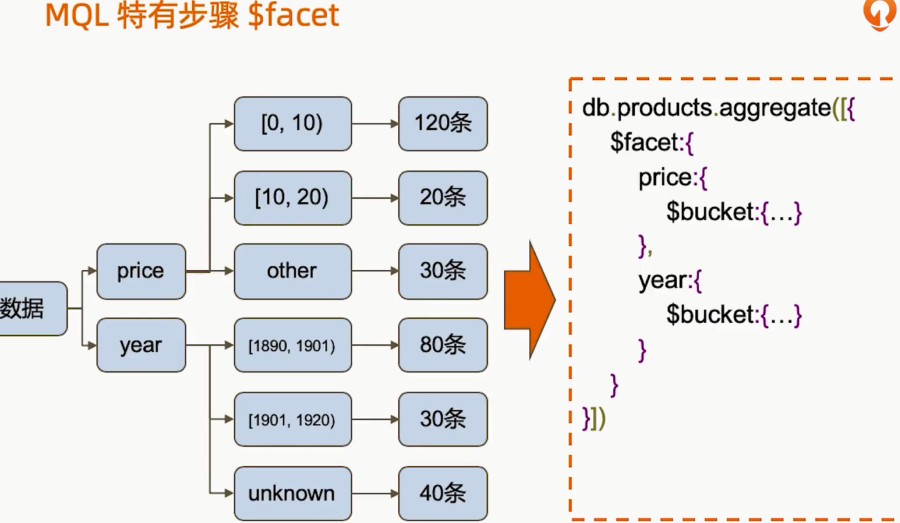 MQL 特有步骤 $facet
[0, 10)
120条
[10, 20)
20条
price
other
30条
数据
year
[1890, 1901)
80条
[1901, 1920)
30条
unknown
40条
db.products.aggregate([{
$facet:{
price:{
$bucket:{...}
},
year:{
$bucket:{...}
}
}
}])